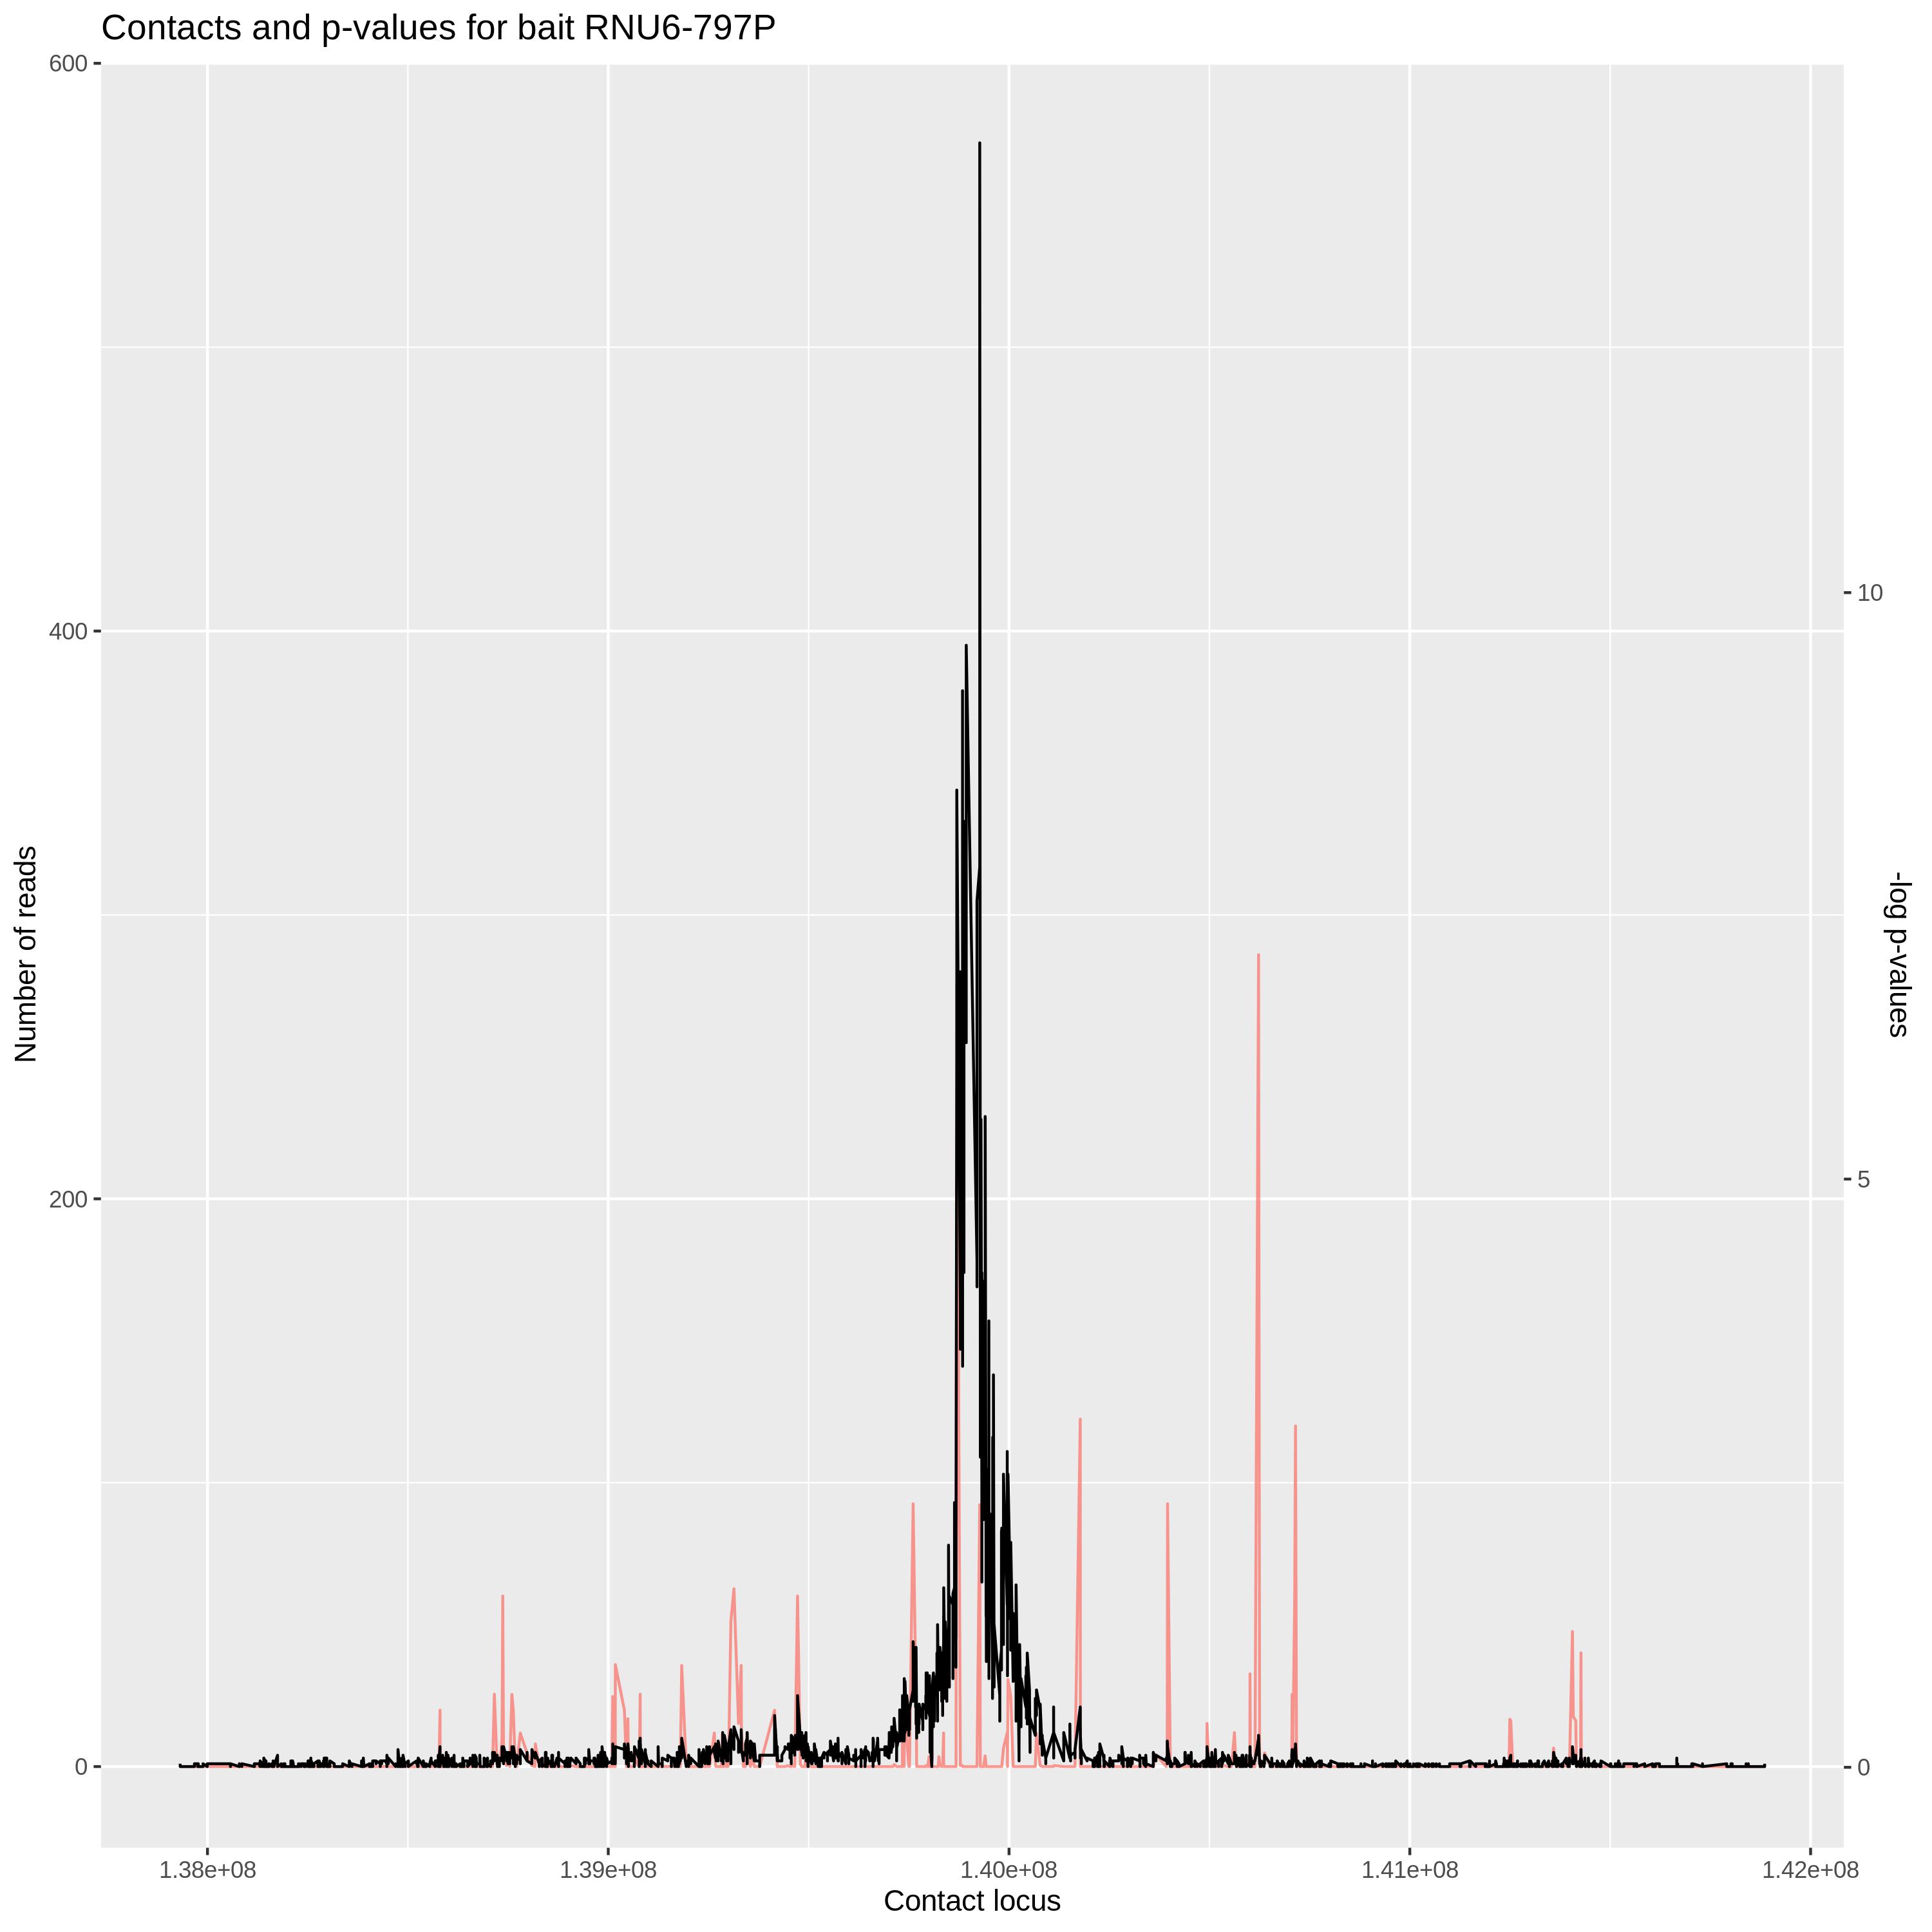 Contacts and p-values for bait RNU6-797P
600
400
200
0
Number of reads
10
5
0
-log p-values
1.38e+08
1.39e+08
1.40e+08
1.41e+08
1.42e+08
Contact locus